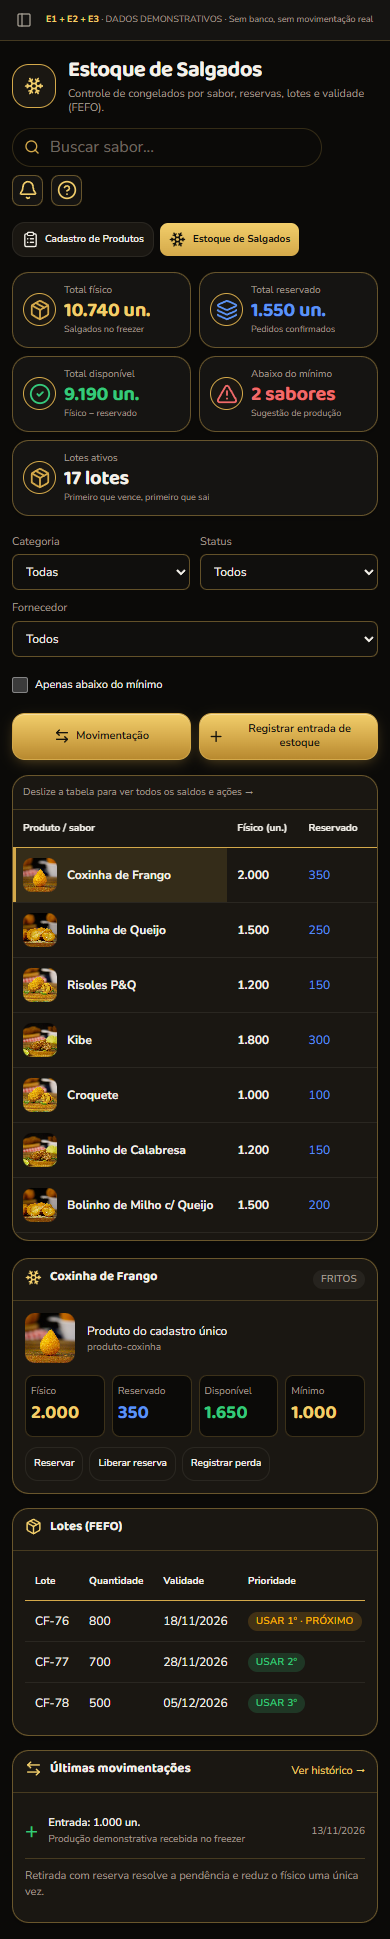 E1 + E2 + E3 · DADOS DEMONSTRATIVOS · Sem banco, sem movimentação real
Estoque de Salgados
Controle de congelados por sabor, reservas, lotes e validade
(FEFO).
Buscar sabor...
Cadastro de Produtos
Estoque de Salgados
Total físico
10.740 un.
Salgados no freezer
Total reservado
1.550 un.
Pedidos confirmados
Total disponível
9.190 un.
Físico – reservado
Abaixo do mínimo
2 sabores
Sugestão de produção
Lotes ativos
17 lotes
Primeiro que vence, primeiro que sai
Categoria
Status
Todas
Todos
Fornecedor
Todos
Apenas abaixo do mínimo
Movimentação
Registrar entrada de
estoque
Deslize a tabela para ver todos os saldos e ações →
Produto / sabor Físico (un.) Reservado
Coxinha de Frango 2.000 350
Bolinha de Queijo 1.500 250
Risoles P&Q 1.200 150
Kibe 1.800 300
Croquete 1.000 100
Bolinho de Calabresa 1.200 150
Bolinho de Milho c/ Queijo 1.500 200
Coxinha de Frango
FRITOS
Produto do cadastro único
produto-coxinha
Físico
2.000
Reservado
350
Disponível
1.650
Mínimo
1.000
Reservar
Liberar reserva
Registrar perda
Lotes (FEFO)
Lote Quantidade Validade Prioridade
CF-76 800 18/11/2026 USAR 1º · PRÓXIMO
CF-77 700 28/11/2026 USAR 2º
CF-78 500 05/12/2026 USAR 3º
Últimas movimentações
Ver histórico →
Entrada: 1.000 un.
Produção demonstrativa recebida no freezer
13/11/2026
Retirada com reserva resolve a pendência e reduz o físico uma única
vez.